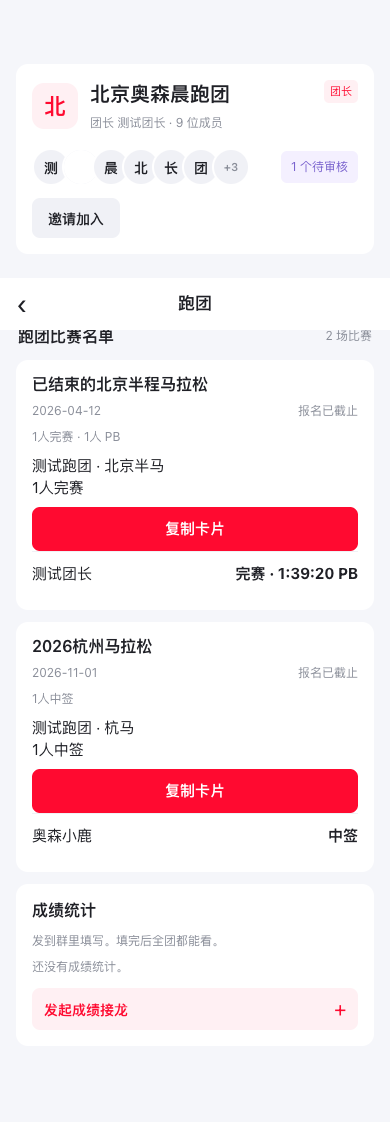 北
北京奥森晨跑团
团长
团长 测试团长 · 9 位成员
测 晨 北 长 团 +3
1 个待审核
邀请加入
‹ 跑团
跑团比赛名单
2 场比赛
已结束的北京半程马拉松
2026-04-12
报名已截止
1人完赛 · 1人 PB
测试跑团 · 北京半马
1人完赛
复制卡片
测试团长
完赛 · 1:39:20 PB
2026杭州马拉松
2026-11-01
报名已截止
1人中签
测试跑团 · 杭马
1人中签
复制卡片
奥森小鹿
中签
成绩统计
发到群里填写。填完后全团都能看。
还没有成绩统计。
发起成绩接龙 +